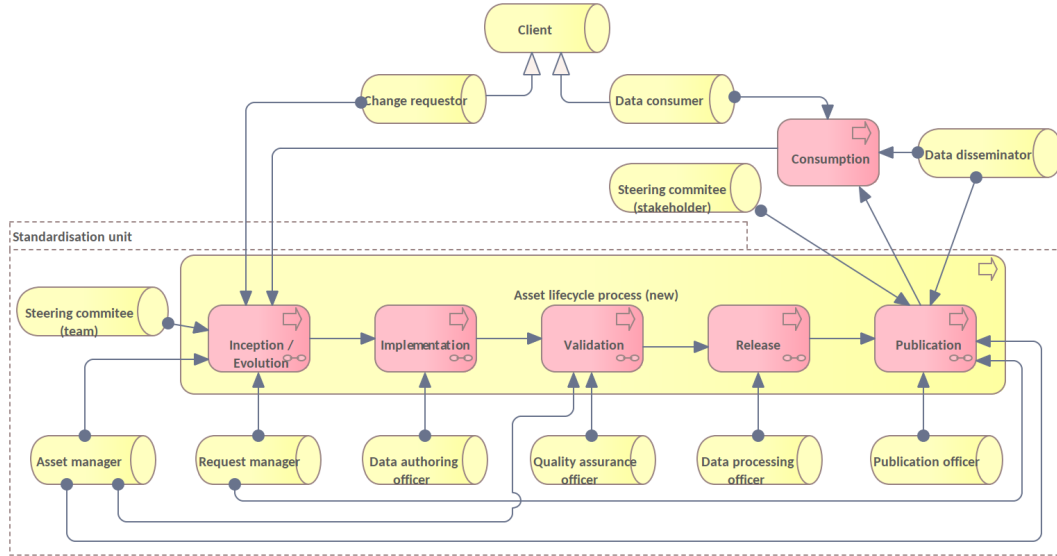 Client
Change requestor
Data consumer
Consumption
Data disseminator
Steering commitee
(stakeholder)
Standardisation unit
Asset lifecycle process (new)
Steering commitee
(team)
Inception /
Evolution
Implementation
Validation
Release
Publication
Asset manager
Request manager
Data authoring
officer
Quality assurance
officer
Data processing
officer
Publication officer